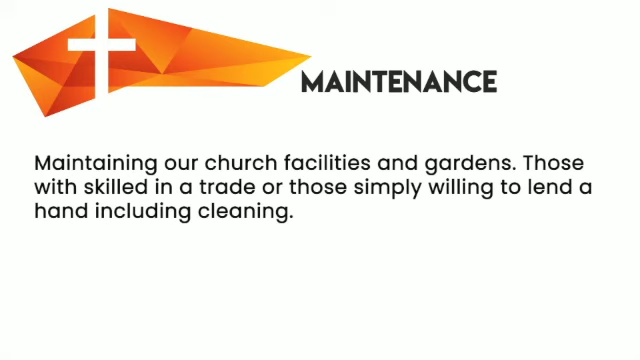 MAINTENANCE
Maintaining our church facilities and gardens. Those
with skilled in a trade or those simply willing to lend a
hand including cleaning.